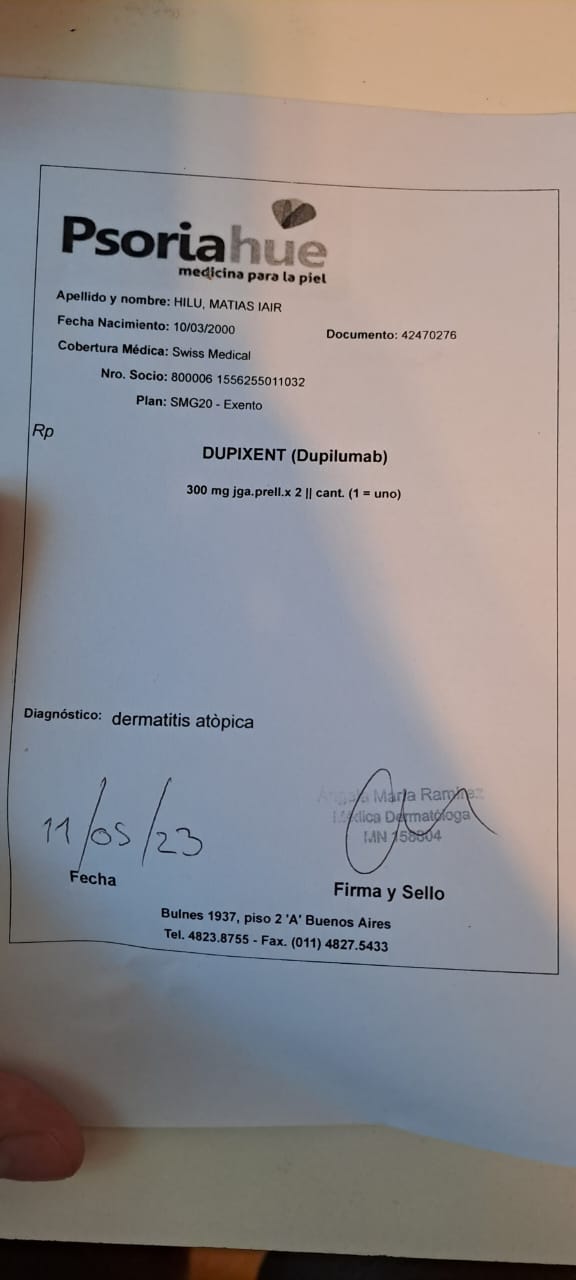 Psoriahue
medicina para la piel
Apellido y nombre: HILU, MATIAS IAIR
Fecha Nacimiento: 10/03/2000 Documento: 42470276
Cobertura Médica: Swiss Medical
Nro. Socio: 800006 1556255011032
Plan: SMG20 - Exento
Rp
DUPIXENT (Dupilumab)
300 mg jga.prell.x 2 || cant. (1 = uno)
Diagnóstico: dermatitis atòpica
11/05/23
Angela María Ramirez
Médica Dermatóloga
MN 158804
Fecha
Firma y Sello
Bulnes 1937, piso 2 'A' Buenos Aires
Tel. 4823.8755 - Fax. (011) 4827.5433